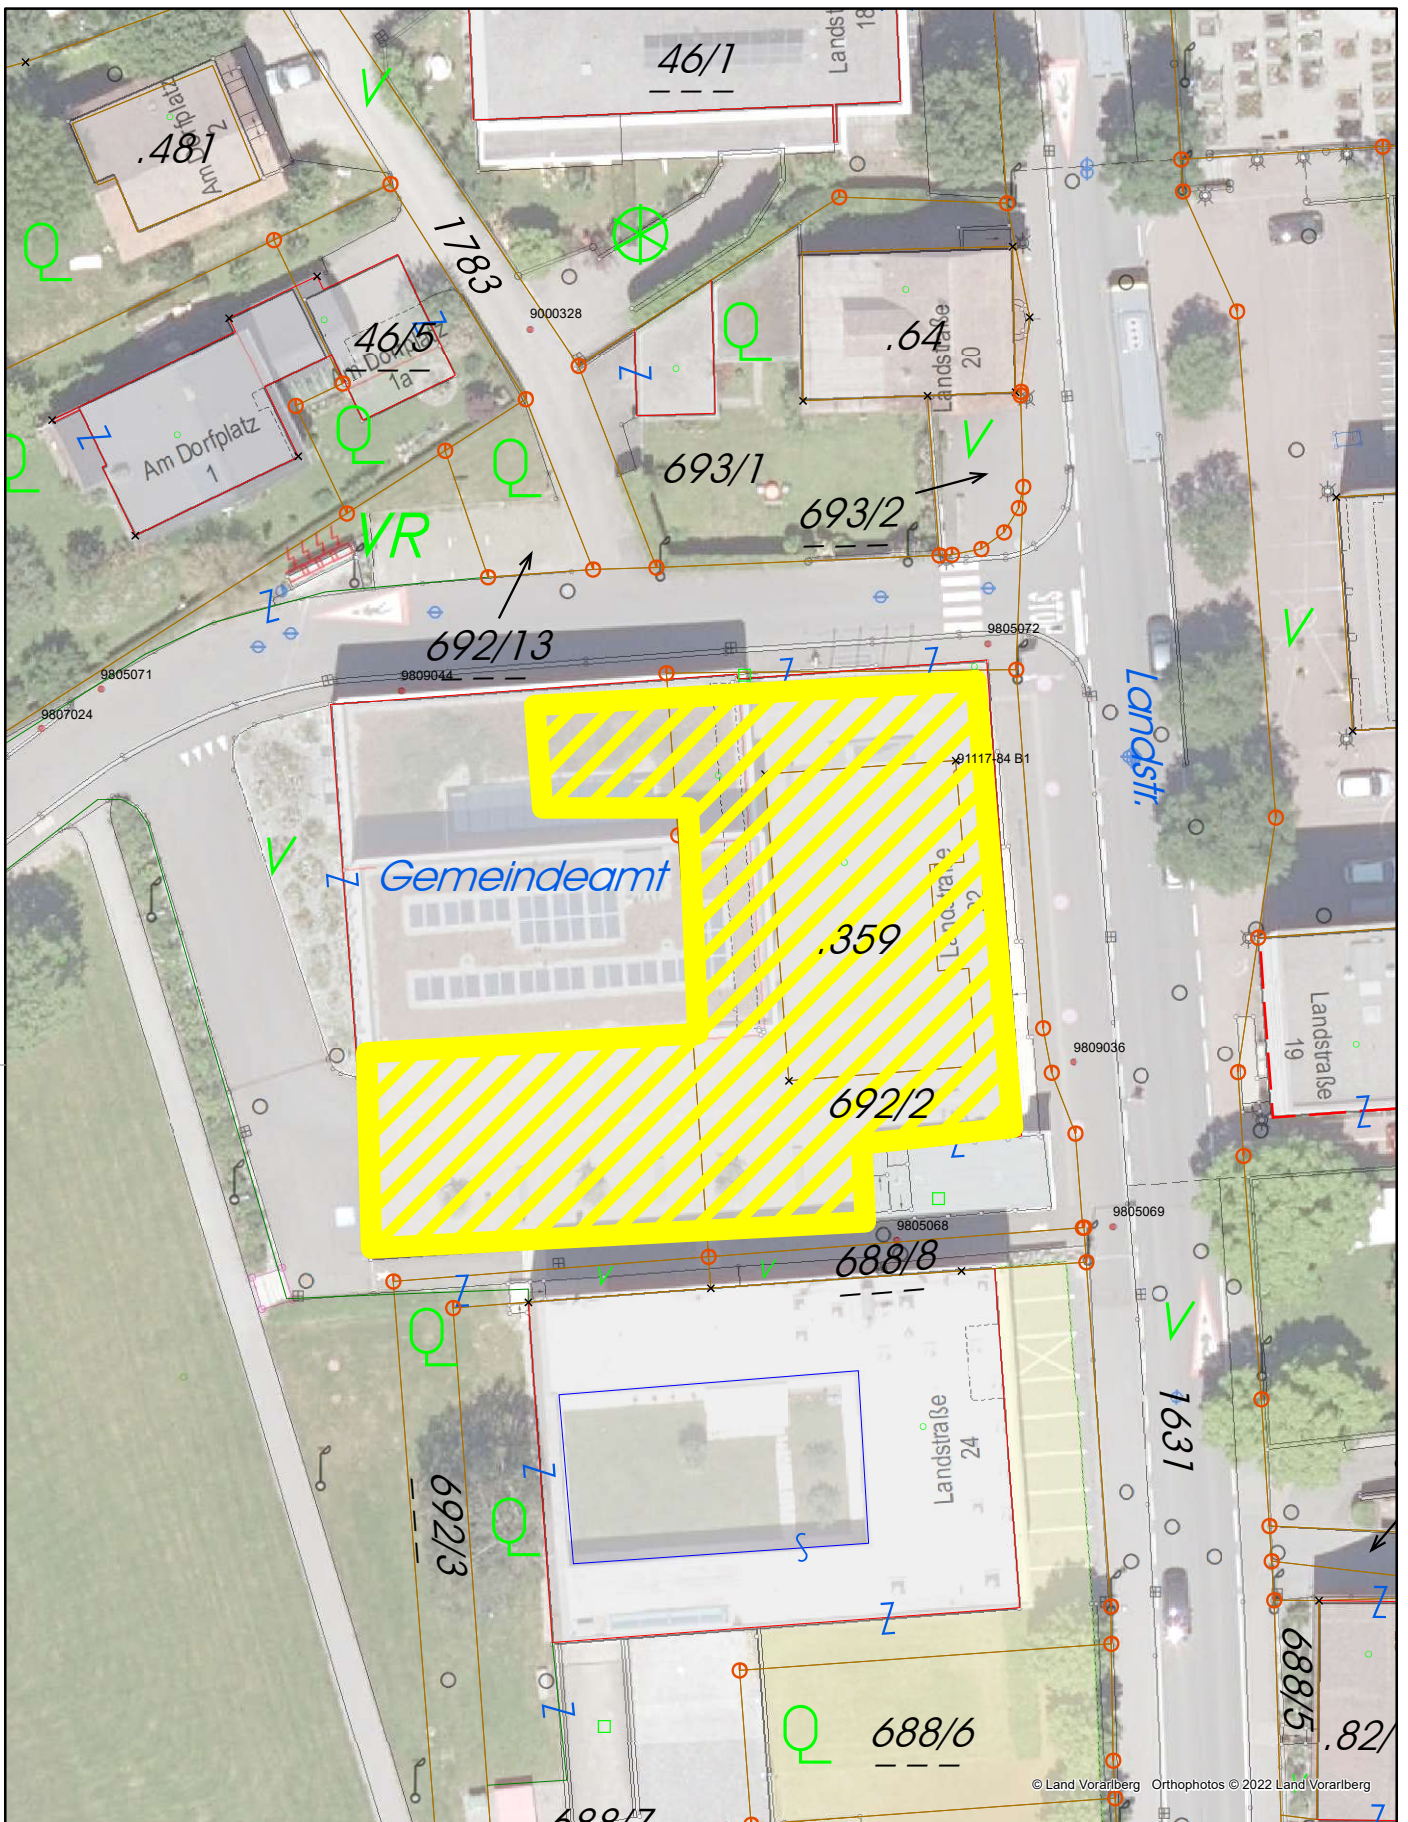 46/1
Landst
18
V
Am Dorfplatz
2
.481
1783
9000328
46/5
Am Dorfplatz
1a
.64
Landstraße
20
V
Am Dorfplatz
1
693/1
693/2
VR
692/13
9805072
9805071
9809044
9807024
V
Landstr.
91117-84 B1
V
Gemeindeamt
Landstraße
22
.359
9809036
Landstraße
19
692/2
9805068
9805069
688/8
V
V
V
Landstraße
24
1631
692/3
688/5
688/6
.82/
© Land Vorarlberg Orthophotos © 2022 Land Vorarlberg
688/7